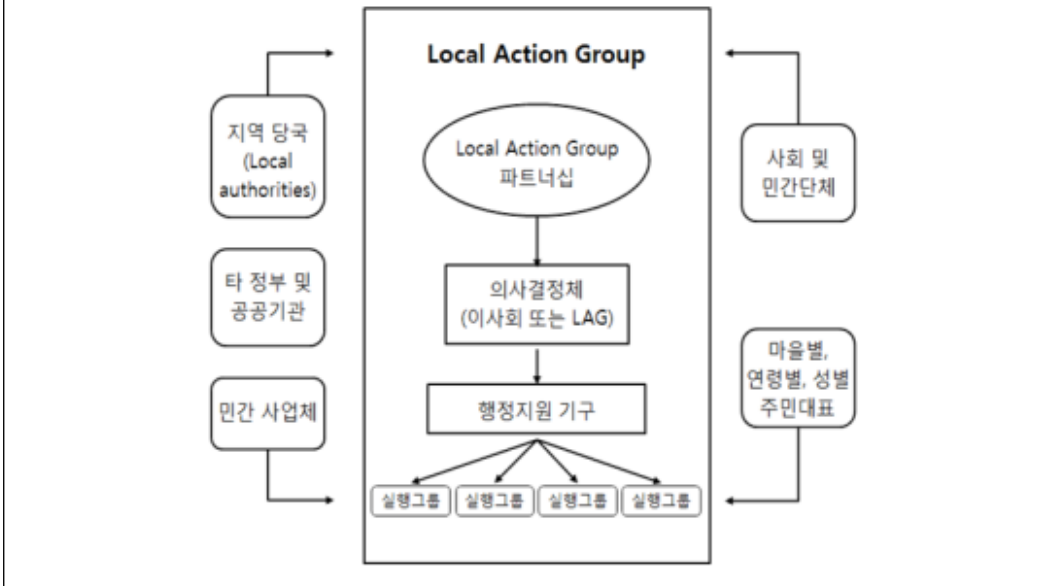 Local Action Group
지역 당국
(Local
authorities)
타 정부 및
공공기관
민간 사업체
Local Action Group
파트너십
의사결정체
(이사회 또는 LAG)
행정지원 기구
실행그룹
실행그룹
실행그룹
실행그룹
사회 및
민간단체
마을별,
연령별, 성별
주민대표